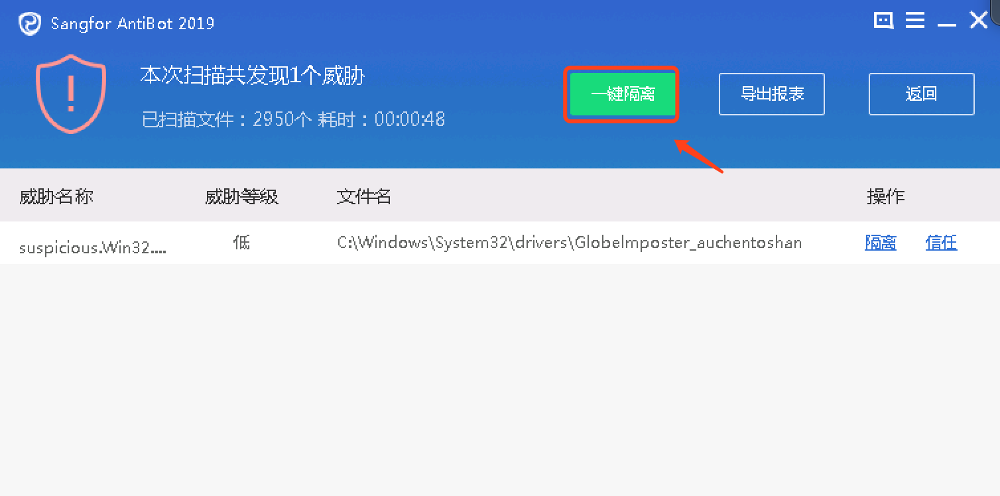 Sangfor AntiBot 2019
本次扫描共发现1个威胁
已扫描文件：2950个 耗时：00:00:48
一键隔离
导出报表
返回
威胁名称 威胁等级 文件名 操作
suspicious.Win32.... 低 C:\Windows\System32\drivers\GlobeImposter_auchentoshan 隔离 信任